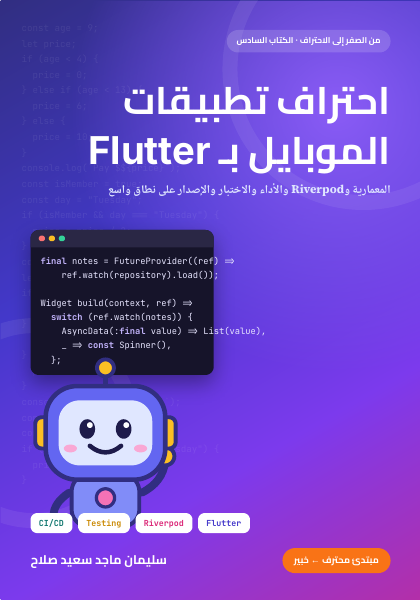 من الصفر إلى الاحتراف · الكتاب السادس
احتراف تطبيقات
الموبايل بـ Flutter
المعمارية وRiverpod والأداء والاختبار والإصدار على نطاق واسع
final notes = FutureProvider((ref) ⇒
ref.watch(repository).load());
Widget build(context, ref) ⇒
switch (ref.watch(notes)) {
AsyncData(:final value) ⇒ List(value),
_ ⇒ const Spinner(),
};
CI/CD Testing Riverpod Flutter
مبتدئ محترف ← خبير
سليمان ماجد سعيد صلاح